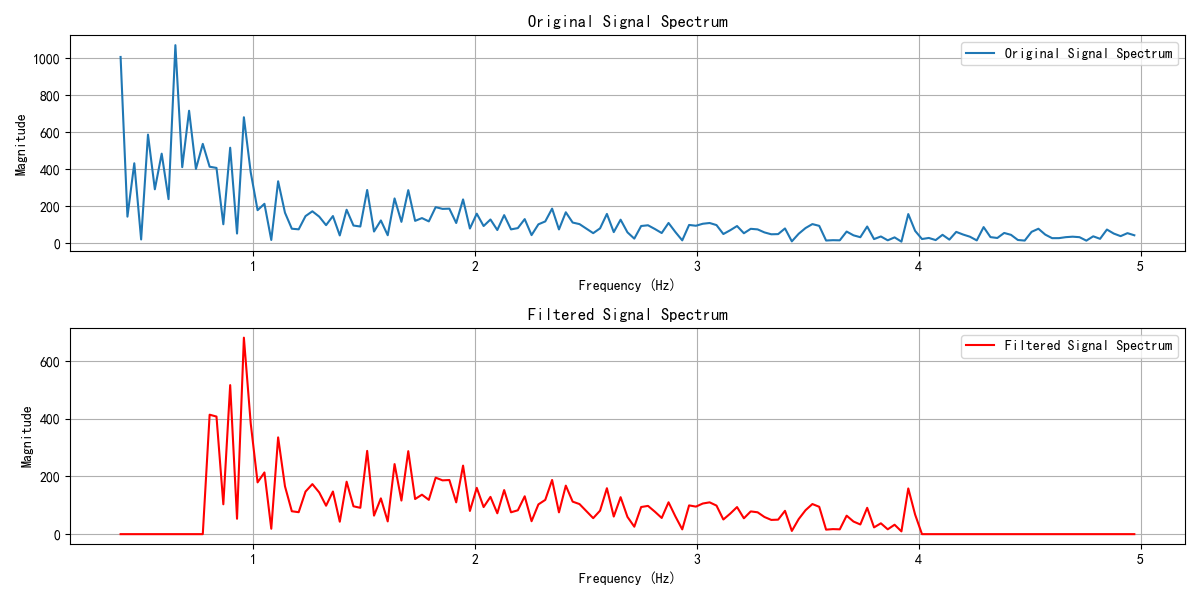 Original Signal Spectrum
Original Signal Spectrum
1000
800
600
400
200
0
Magnitude
1 2 3 4 5
Frequency (Hz)
Filtered Signal Spectrum
Filtered Signal Spectrum
600
400
200
0
Magnitude
1 2 3 4 5
Frequency (Hz)